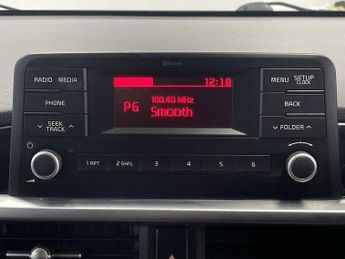 Bluetooth
RADIO MEDIA
12:18
MENU SETUP
CLOCK
P6
100.40 MHz
Smooth
PHONE
BACK
SEEK
TRACK
FOLDER
1 RPT
2 SHFL
3
4
5
6